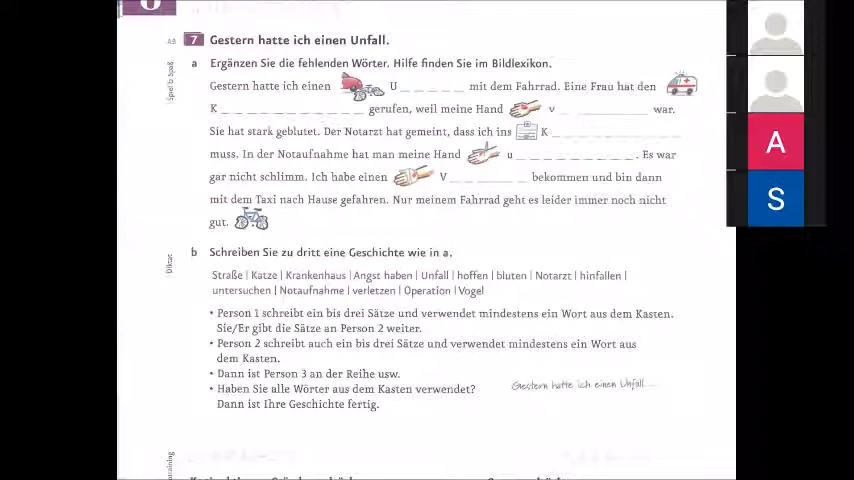 A9 7 Gestern hatte ich einen Unfall.
Spiel & Spaß
a Ergänzen Sie die fehlenden Wörter. Hilfe finden Sie im Bildlexikon.
Gestern hatte ich einen U _ _ _ _ _ mit dem Fahrrad. Eine Frau hat den
K _ _ _ _ _ _ _ _ _ _ _ _ _ _ gerufen, weil meine Hand v _ _ _ _ _ _ _ _ war.
Sie hat stark geblutet. Der Notarzt hat gemeint, dass ich ins K _ _ _ _ _ _ _ _ _ _
muss. In der Notaufnahme hat man meine Hand u _ _ _ _ _ _ _ _ _ _. Es war
gar nicht schlimm. Ich habe einen V _ _ _ _ _ _ bekommen und bin dann
mit dem Taxi nach Hause gefahren. Nur meinem Fahrrad geht es leider immer noch nicht
gut.
Diktat
b Schreiben Sie zu dritt eine Geschichte wie in a.
Straße | Katze | Krankenhaus | Angst haben | Unfall | hoffen | bluten | Notarzt | hinfallen |
untersuchen | Notaufnahme | verletzen | Operation | Vogel
• Person 1 schreibt ein bis drei Sätze und verwendet mindestens ein Wort aus dem Kasten.
Sie/Er gibt die Sätze an Person 2 weiter.
• Person 2 schreibt auch ein bis drei Sätze und verwendet mindestens ein Wort aus
dem Kasten.
• Dann ist Person 3 an der Reihe usw.
• Haben Sie alle Wörter aus dem Kasten verwendet?
Dann ist Ihre Geschichte fertig.
Gestern hatte ich einen Unfall ...
A
S